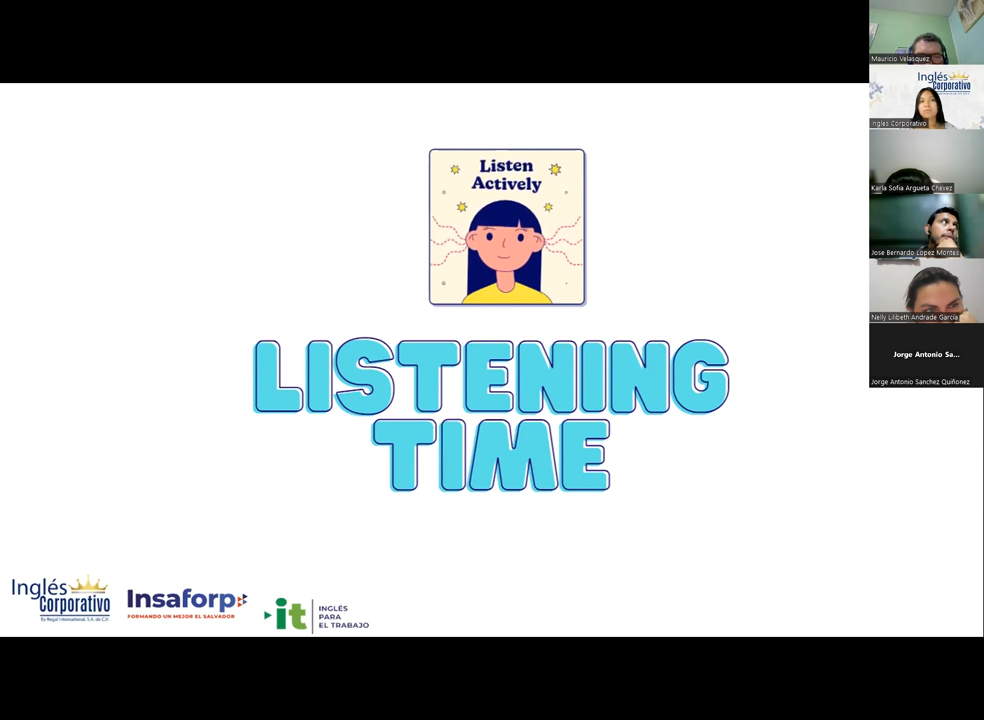 Listen
Actively
LISTENING
TIME
Inglés
Corporativo
By Regal International, S.A. de C.V.
Insaforp
FORMANDO UN MEJOR EL SALVADOR
it
INGLÉS
PARA
EL TRABAJO
Mauricio Velasquez
Inglés
Corporativo
Ingles Corporativo
Karla Sofia Argueta Chevez
Jose Bernardo Lopez Montes
Nelly Lilibeth Andrade Garcia
Jorge Antonio Sa...
Jorge Antonio Sanchez Quiñonez